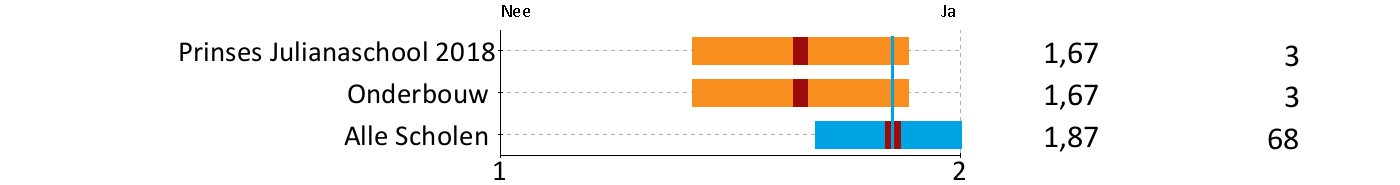 Nee Ja
Prinses Julianaschool 2018 1,67 3
Onderbouw 1,67 3
Alle Scholen 1,87 68
1 2